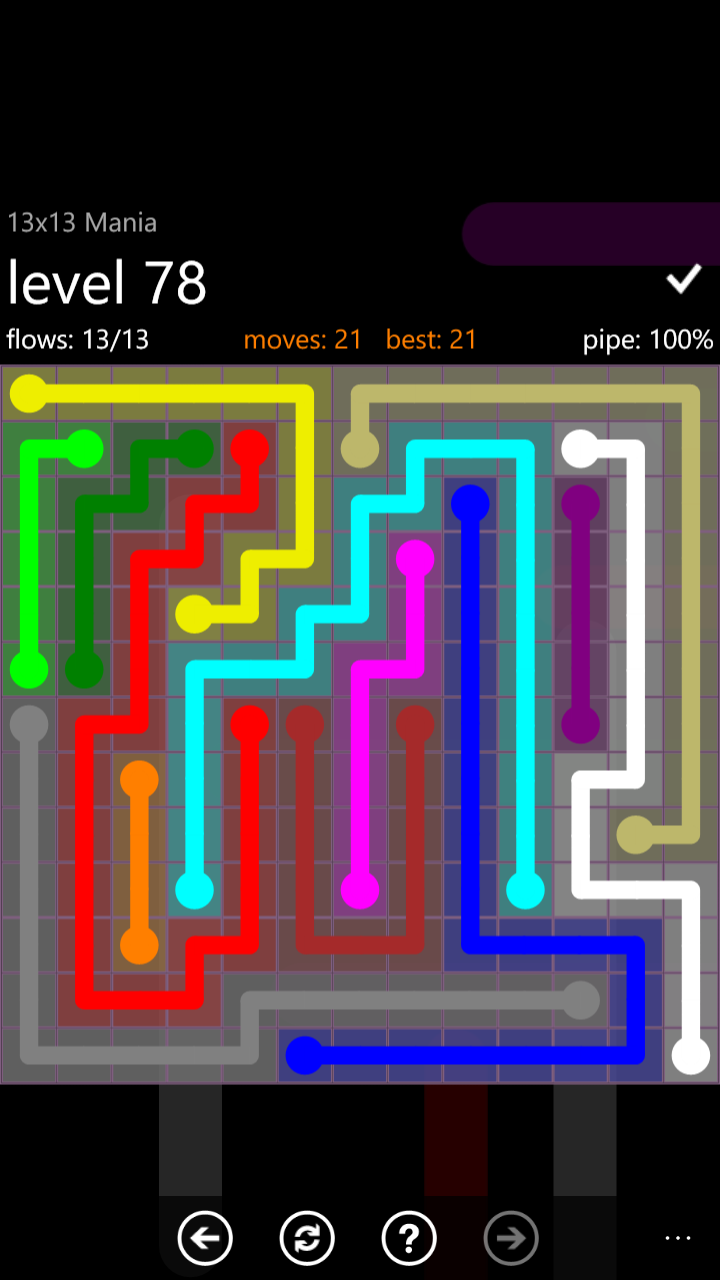 13x13 Mania
level 78
flows: 13/13 moves: 21 best: 21 pipe: 100%
?
...